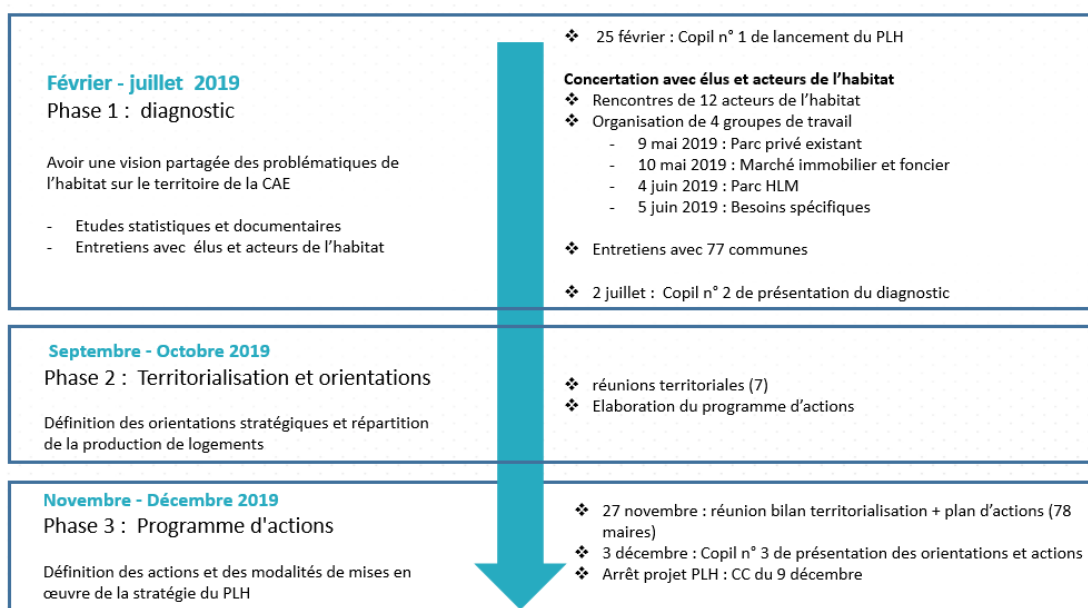 Février - juillet 2019
Phase 1 : diagnostic
Avoir une vision partagée des problématiques de
l'habitat sur le territoire de la CAE
- Etudes statistiques et documentaires
- Entretiens avec élus et acteurs de l'habitat
❖ 25 février : Copil n° 1 de lancement du PLH
Concertation avec élus et acteurs de l'habitat
❖ Rencontres de 12 acteurs de l'habitat
❖ Organisation de 4 groupes de travail
- 9 mai 2019 : Parc privé existant
- 10 mai 2019 : Marché immobilier et foncier
- 4 juin 2019 : Parc HLM
- 5 juin 2019 : Besoins spécifiques
❖ Entretiens avec 77 communes
❖ 2 juillet : Copil n° 2 de présentation du diagnostic
Septembre - Octobre 2019
Phase 2 : Territorialisation et orientations
Définition des orientations stratégiques et répartition
de la production de logements
❖ réunions territoriales (7)
❖ Elaboration du programme d'actions
Novembre - Décembre 2019
Phase 3 : Programme d'actions
Définition des actions et des modalités de mises en
œuvre de la stratégie du PLH
❖ 27 novembre : réunion bilan territorialisation + plan d'actions (78
maires)
❖ 3 décembre : Copil n° 3 de présentation des orientations et actions
❖ Arrêt projet PLH : CC du 9 décembre